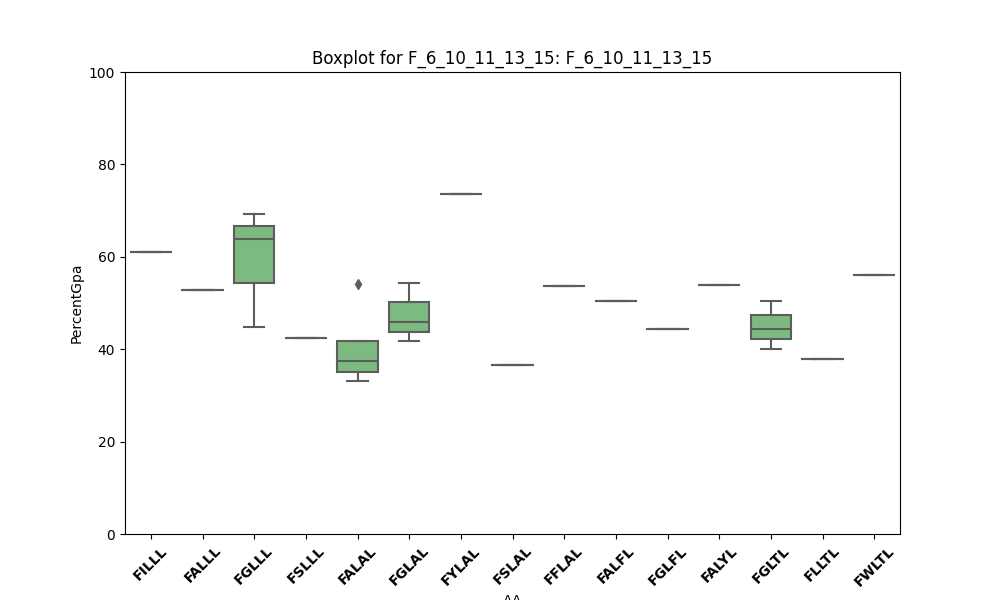 Boxplot for F_6_10_11_13_15: F_6_10_11_13_15
100
80
60
40
20
0
PercentGpa
FILLL
FALLL
FGLLL
FSLLL
FALAL
FGLAL
FYLAL
FSLAL
FFLAL
FALFL
FGLFL
FALYL
FGLTL
FLLTL
FWLTL
AA